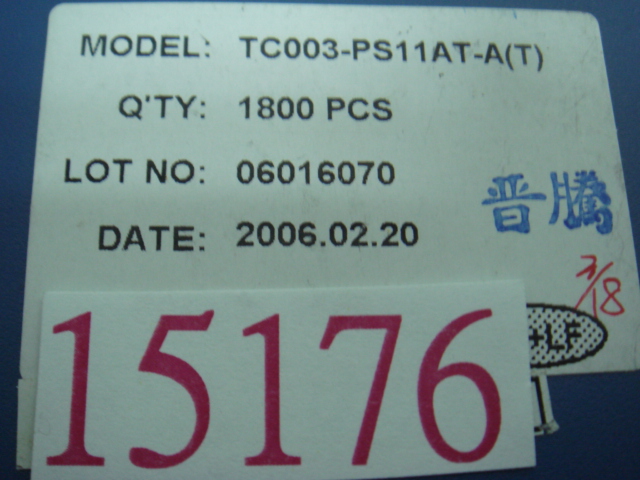 MODEL: TC003-PS11AT-A(T)
Q'TY: 1800 PCS
LOT NO: 06016070
DATE: 2006.02.20
晋騰
7/18
+LF
15176